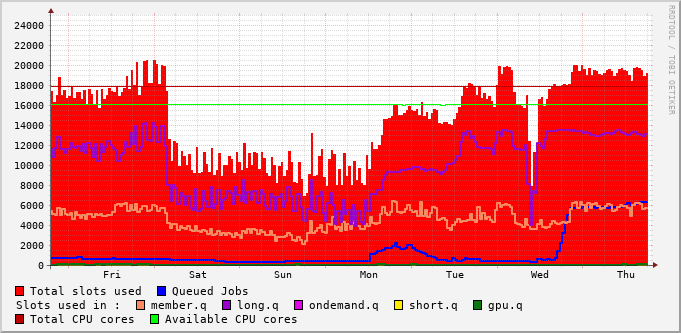 RRDTOOL / TOBI OETIKER
24000
22000
20000
18000
16000
14000
12000
10000
8000
6000
4000
2000
0
Fri Sat Sun Mon Tue Wed Thu
Total slots used Queued Jobs
Slots used in : member.q long.q ondemand.q short.q gpu.q
Total CPU cores Available CPU cores